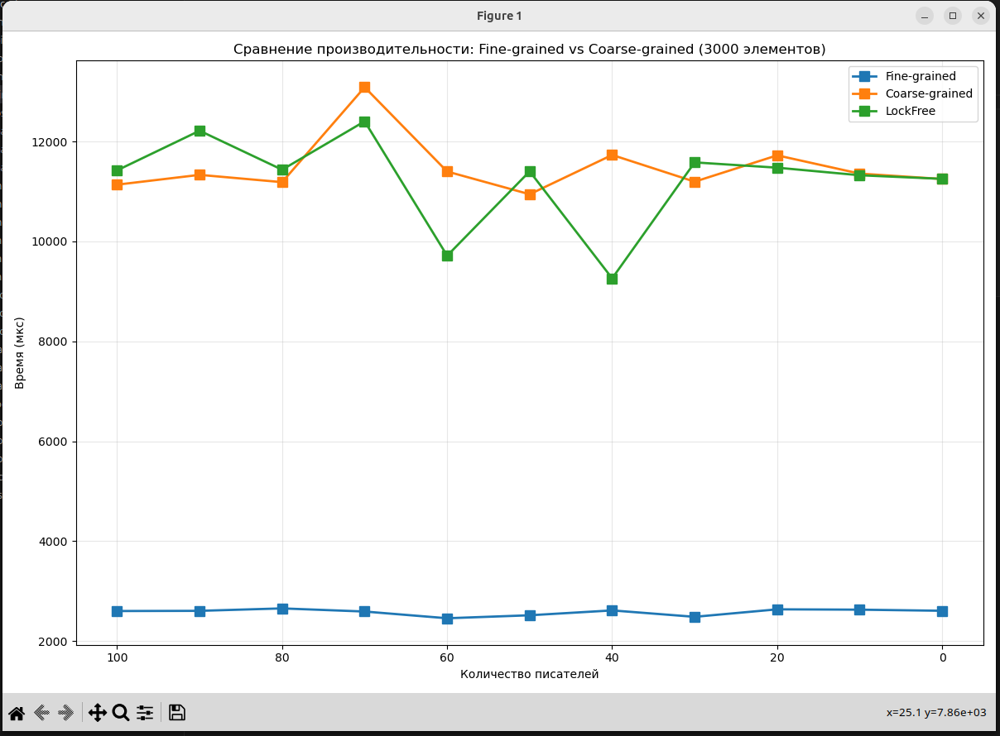 Figure 1
Сравнение производительности: Fine-grained vs Coarse-grained (3000 элементов)
Fine-grained
Coarse-grained
LockFree
12000
10000
8000
6000
4000
2000
Время (мкс)
100 80 60 40 20 0
Количество писателей
x=25.1 y=7.86e+03